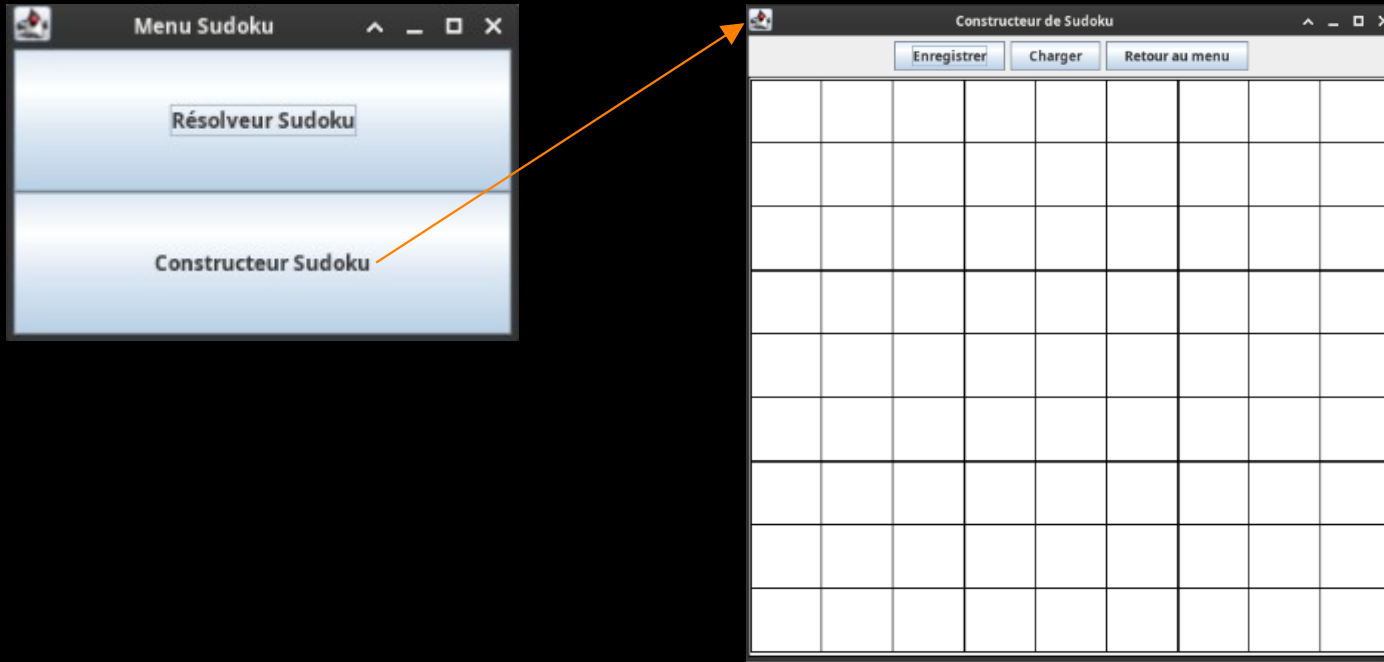 Menu Sudoku
Résolveur Sudoku
Constructeur Sudoku
Constructeur de Sudoku
Enregistrer Charger Retour au menu